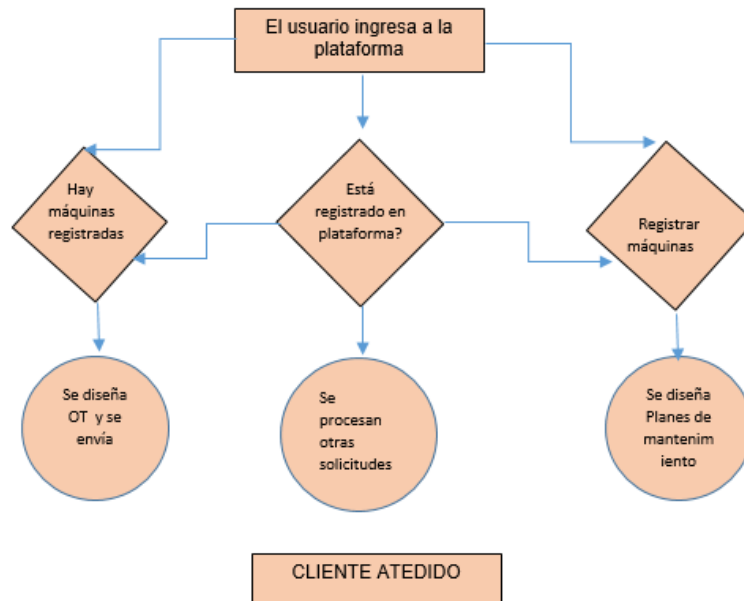 El usuario ingresa a la
plataforma
Hay
máquinas
registradas
Está
registrado en
plataforma?
Registrar
máquinas
Se diseña
OT y se
envía
Se
procesan
otras
solicitudes
Se diseña
Planes de
mantenim
iento
CLIENTE ATEDIDO